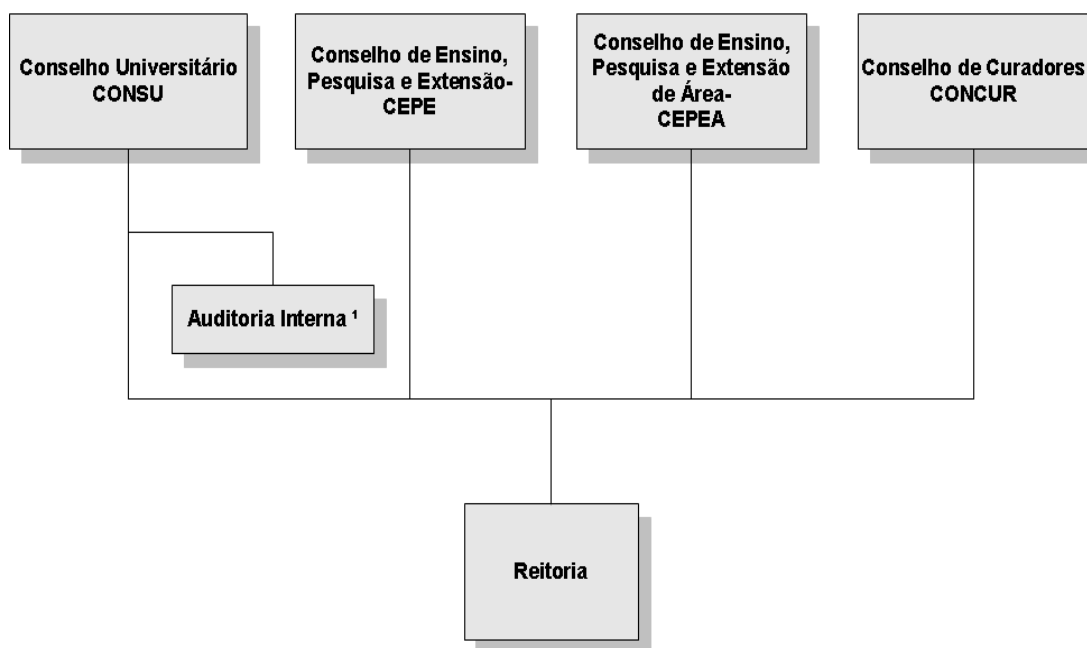 Conselho Universitário
CONSU
Conselho de Ensino,
Pesquisa e Extensão-
CEPE
Conselho de Ensino,
Pesquisa e Extensão
de Área-
CEPEA
Conselho de Curadores
CONCUR
Auditoria Interna ¹
Reitoria